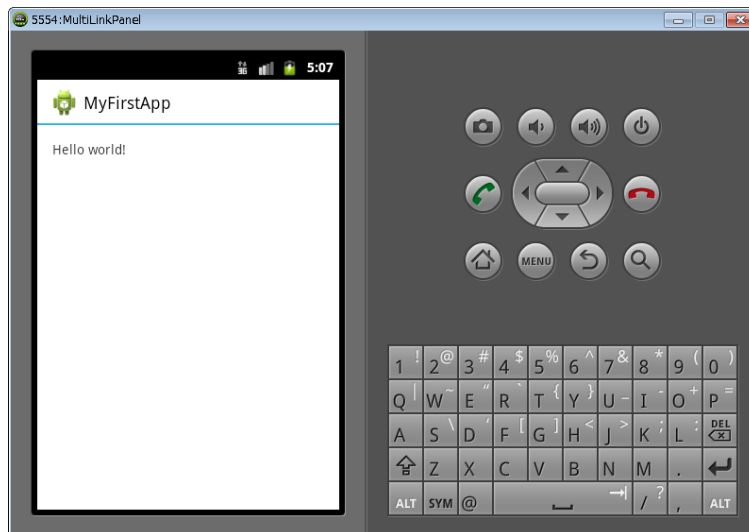 5554:MultiLinkPanel
3G 5:07
MyFirstApp
Hello world!
MENU
1 ! 2 @ 3 # 4 $ 5 % 6 ^ 7 & 8 * 9 ( 0 )
Q | W ~ E " R ` T { Y } U _ I - O + P =
A S \ D ' F [ G ] H < J > K ; L : DEL
Z X C V B N M .
ALT SYM @ / ? , ALT